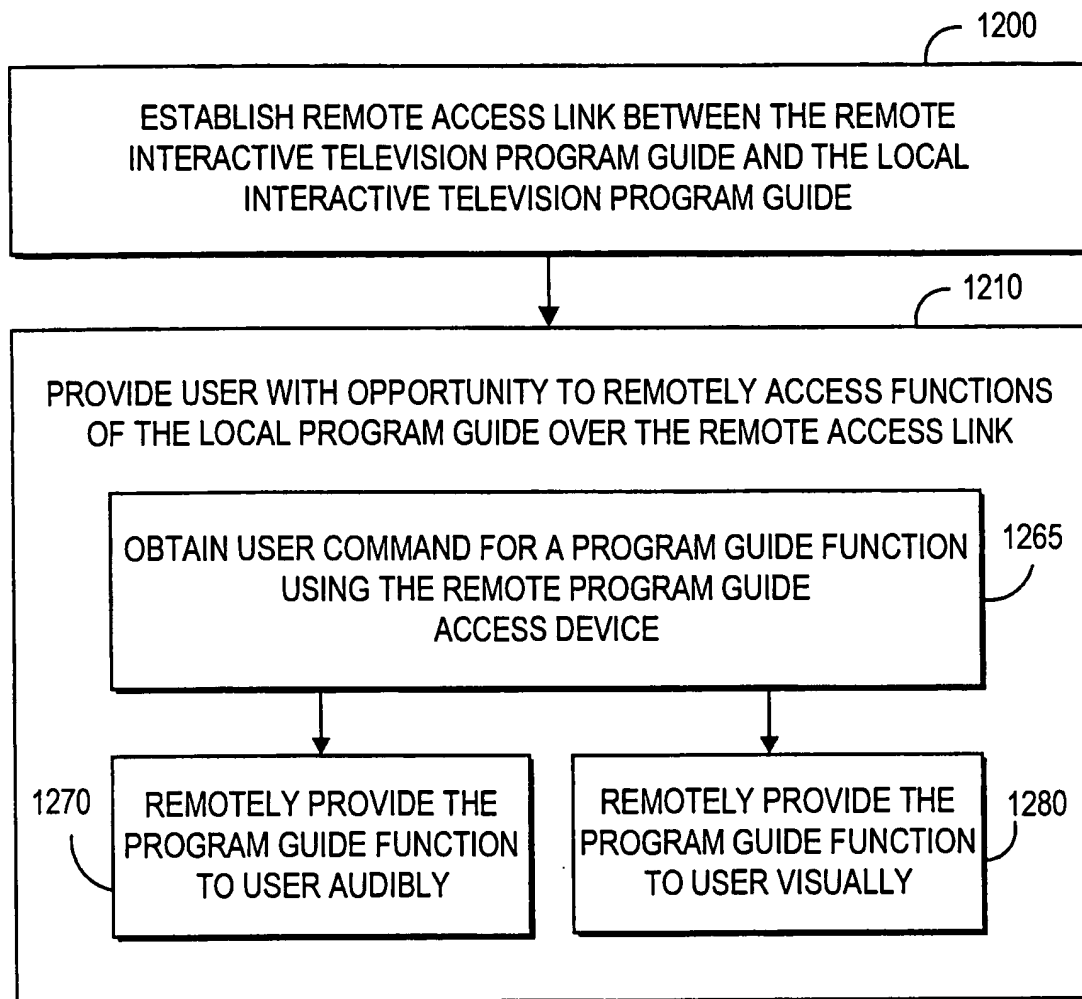 1200
ESTABLISH REMOTE ACCESS LINK BETWEEN THE REMOTE
INTERACTIVE TELEVISION PROGRAM GUIDE AND THE LOCAL
INTERACTIVE TELEVISION PROGRAM GUIDE
1210
PROVIDE USER WITH OPPORTUNITY TO REMOTELY ACCESS FUNCTIONS
OF THE LOCAL PROGRAM GUIDE OVER THE REMOTE ACCESS LINK
OBTAIN USER COMMAND FOR A PROGRAM GUIDE FUNCTION
USING THE REMOTE PROGRAM GUIDE
ACCESS DEVICE
1265
1270
REMOTELY PROVIDE THE
PROGRAM GUIDE FUNCTION
TO USER AUDIBLY
REMOTELY PROVIDE THE
PROGRAM GUIDE FUNCTION
TO USER VISUALLY
1280